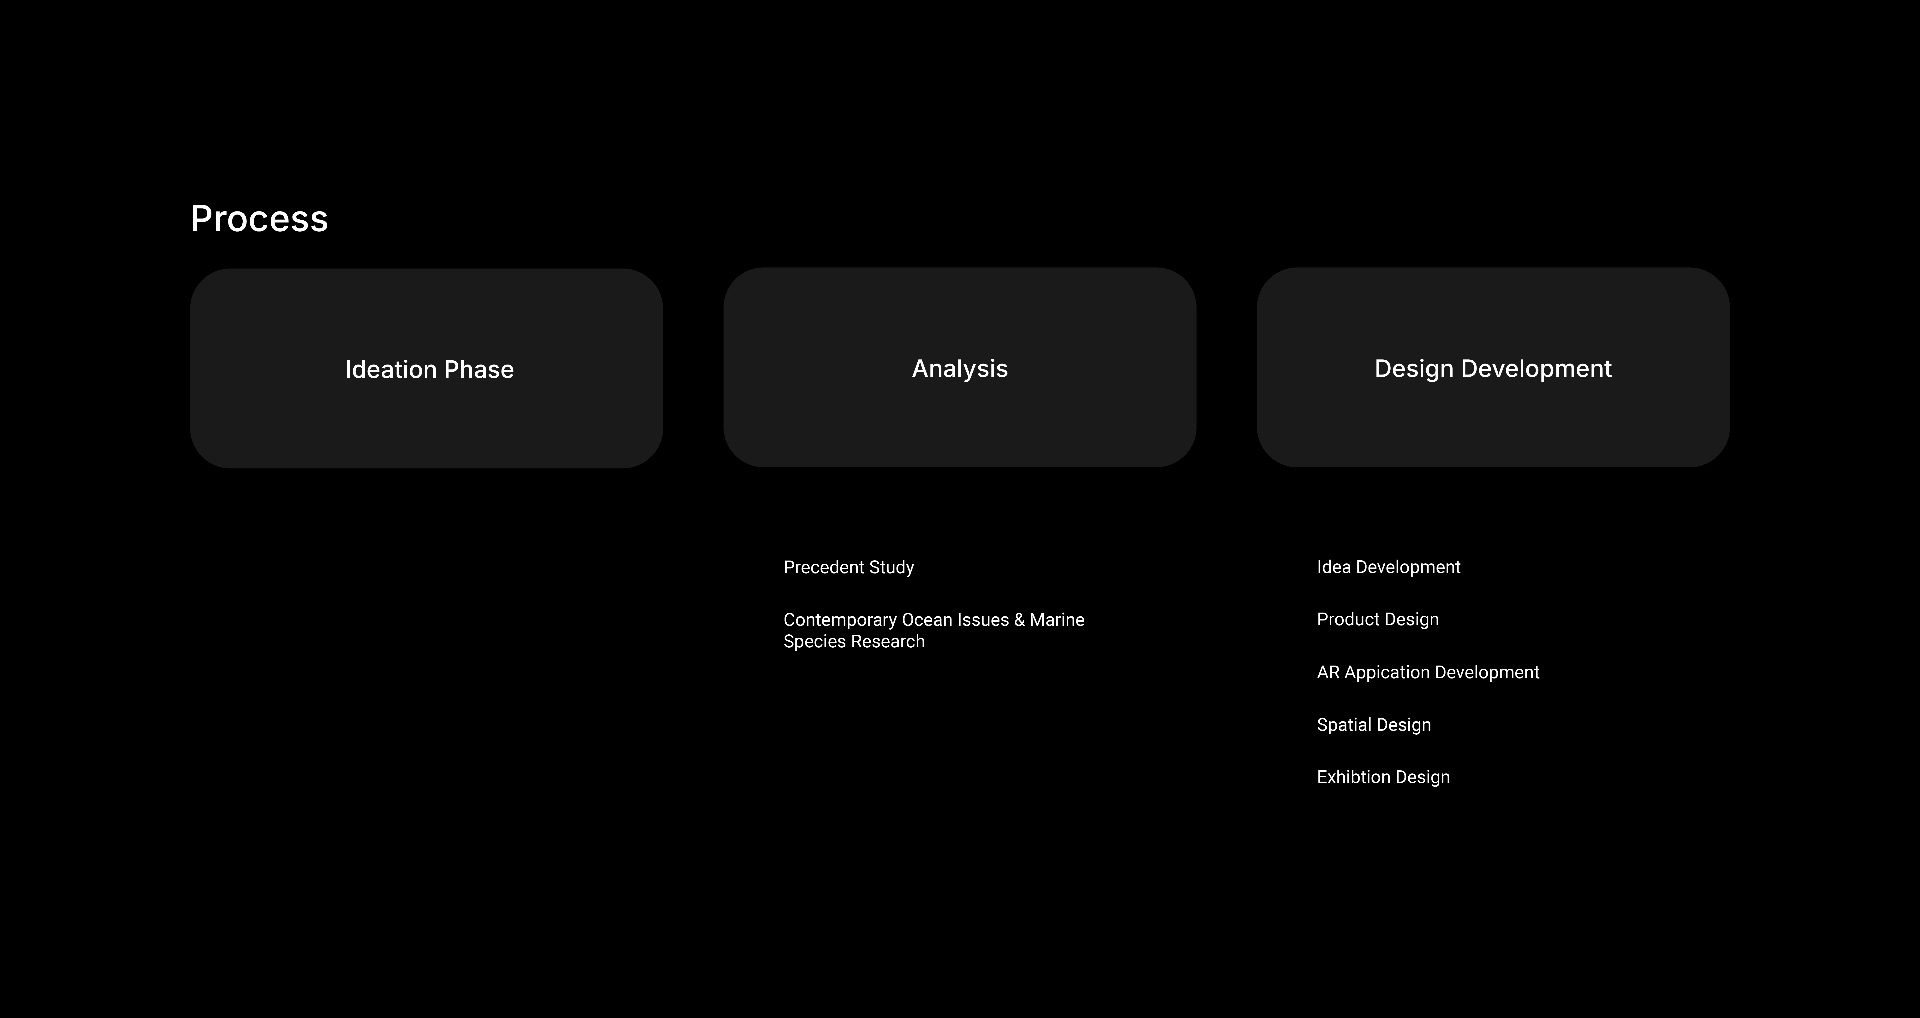 Process
Ideation Phase
Analysis
Design Development
Precedent Study
Contemporary Ocean Issues & Marine
Species Research
Idea Development
Product Design
AR Appication Development
Spatial Design
Exhibtion Design